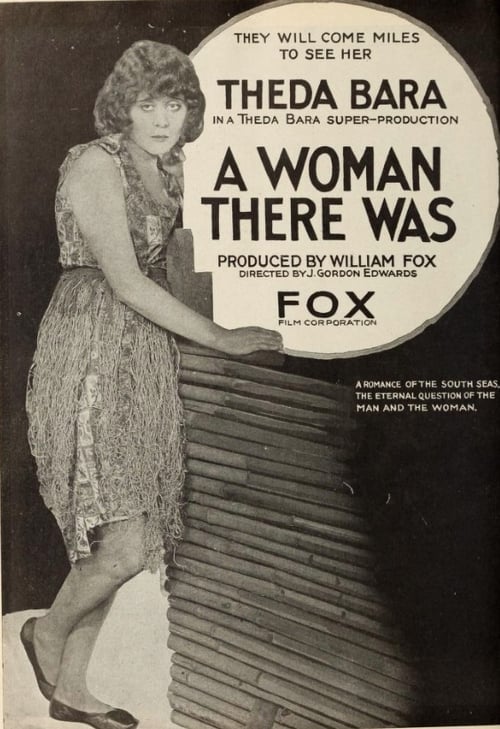 THEY WILL COME MILES
TO SEE HER
THEDA BARA
IN A THEDA BARA SUPER-PRODUCTION
A WOMAN
THERE WAS
PRODUCED BY WILLIAM FOX
DIRECTED BY J. GORDON EDWARDS
FOX
FILM CORPORATION
A ROMANCE OF THE SOUTH SEAS.
THE ETERNAL QUESTION OF THE
MAN AND THE WOMAN.